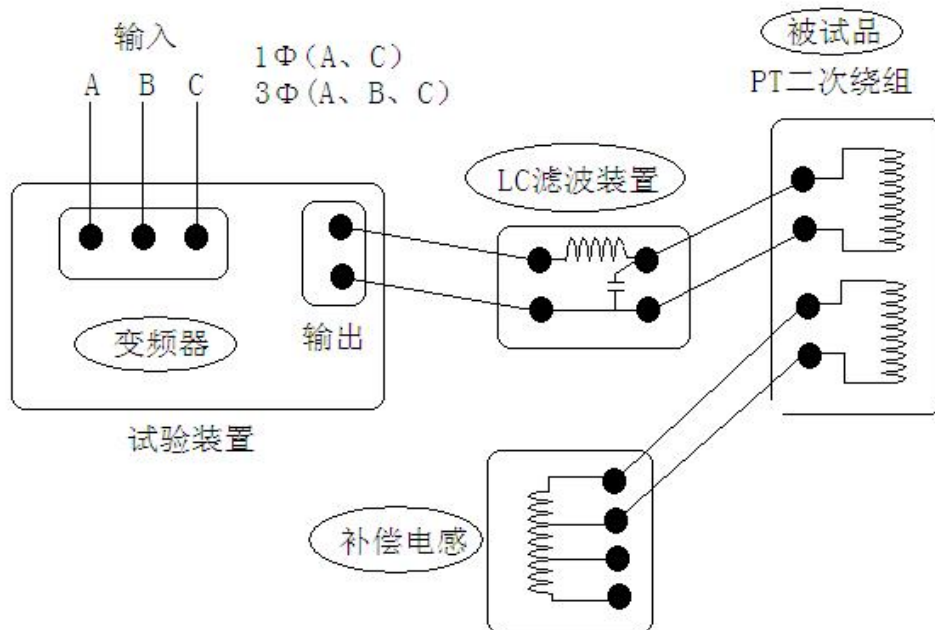 输入
1Φ(A、C)
3Φ(A、B、C)
A B C
被试品
PT二次绕组
LC滤波装置
变频器
输出
试验装置
补偿电感